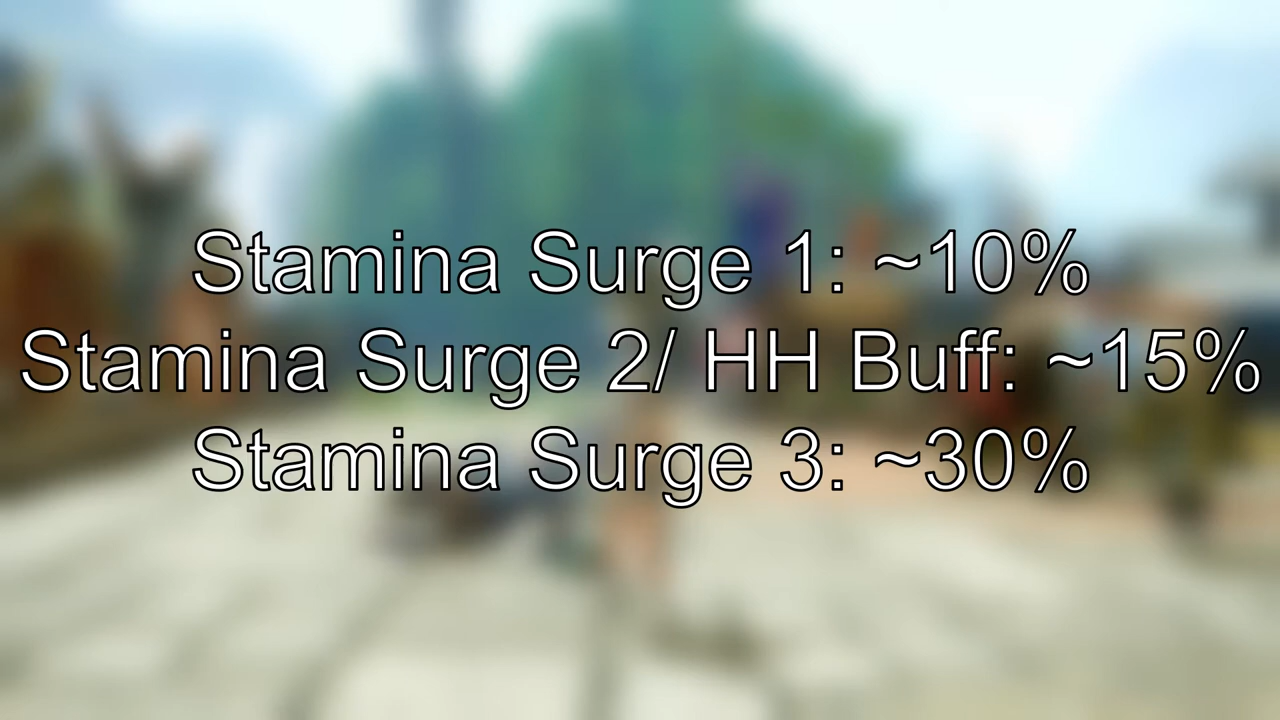 Stamina Surge 1: ~10%
Stamina Surge 2/ HH Buff: ~15%
Stamina Surge 3: ~30%